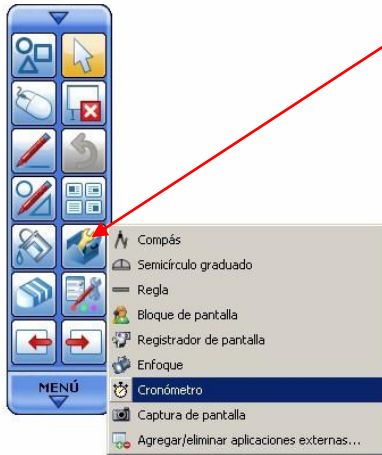 Compás
Semicírculo graduado
Regla
Bloque de pantalla
Registrador de pantalla
Enfoque
MENÚ
Cronómetro
Captura de pantalla
Agregar/eliminar aplicaciones externas...